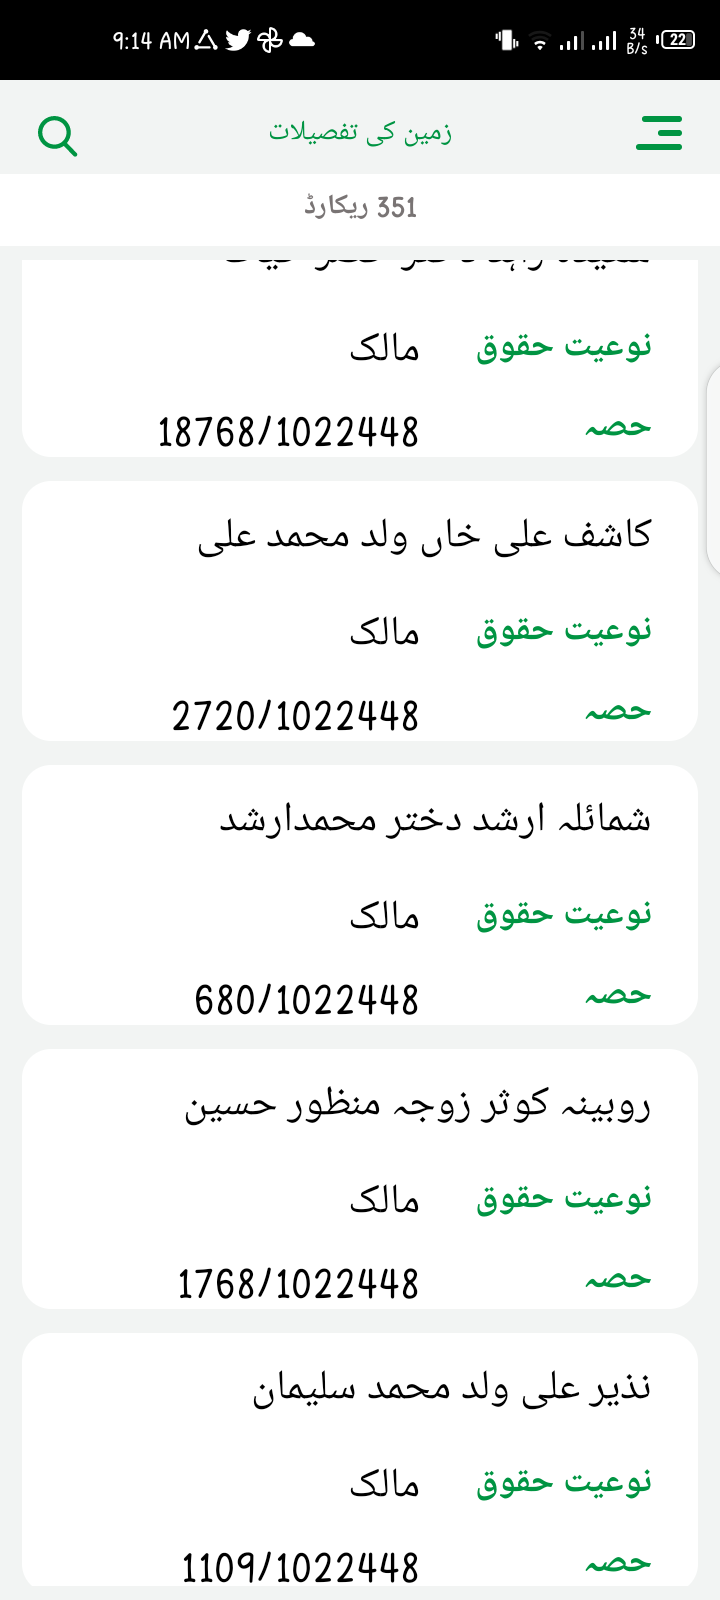 9:14 AM 34 B/s 22
زمین کی تفصیلات
351 ریکارڈ
نوعیت حقوق مالک
حصہ 18768/1022448
کاشف علی خاں ولد محمد علی
نوعیت حقوق مالک
حصہ 2720/1022448
شمائلہ ارشد دختر محمدارشد
نوعیت حقوق مالک
حصہ 680/1022448
روبینہ کوثر زوجہ منظور حسین
نوعیت حقوق مالک
حصہ 1768/1022448
نذیر علی ولد محمد سلیمان
نوعیت حقوق مالک
حصہ 1109/1022448